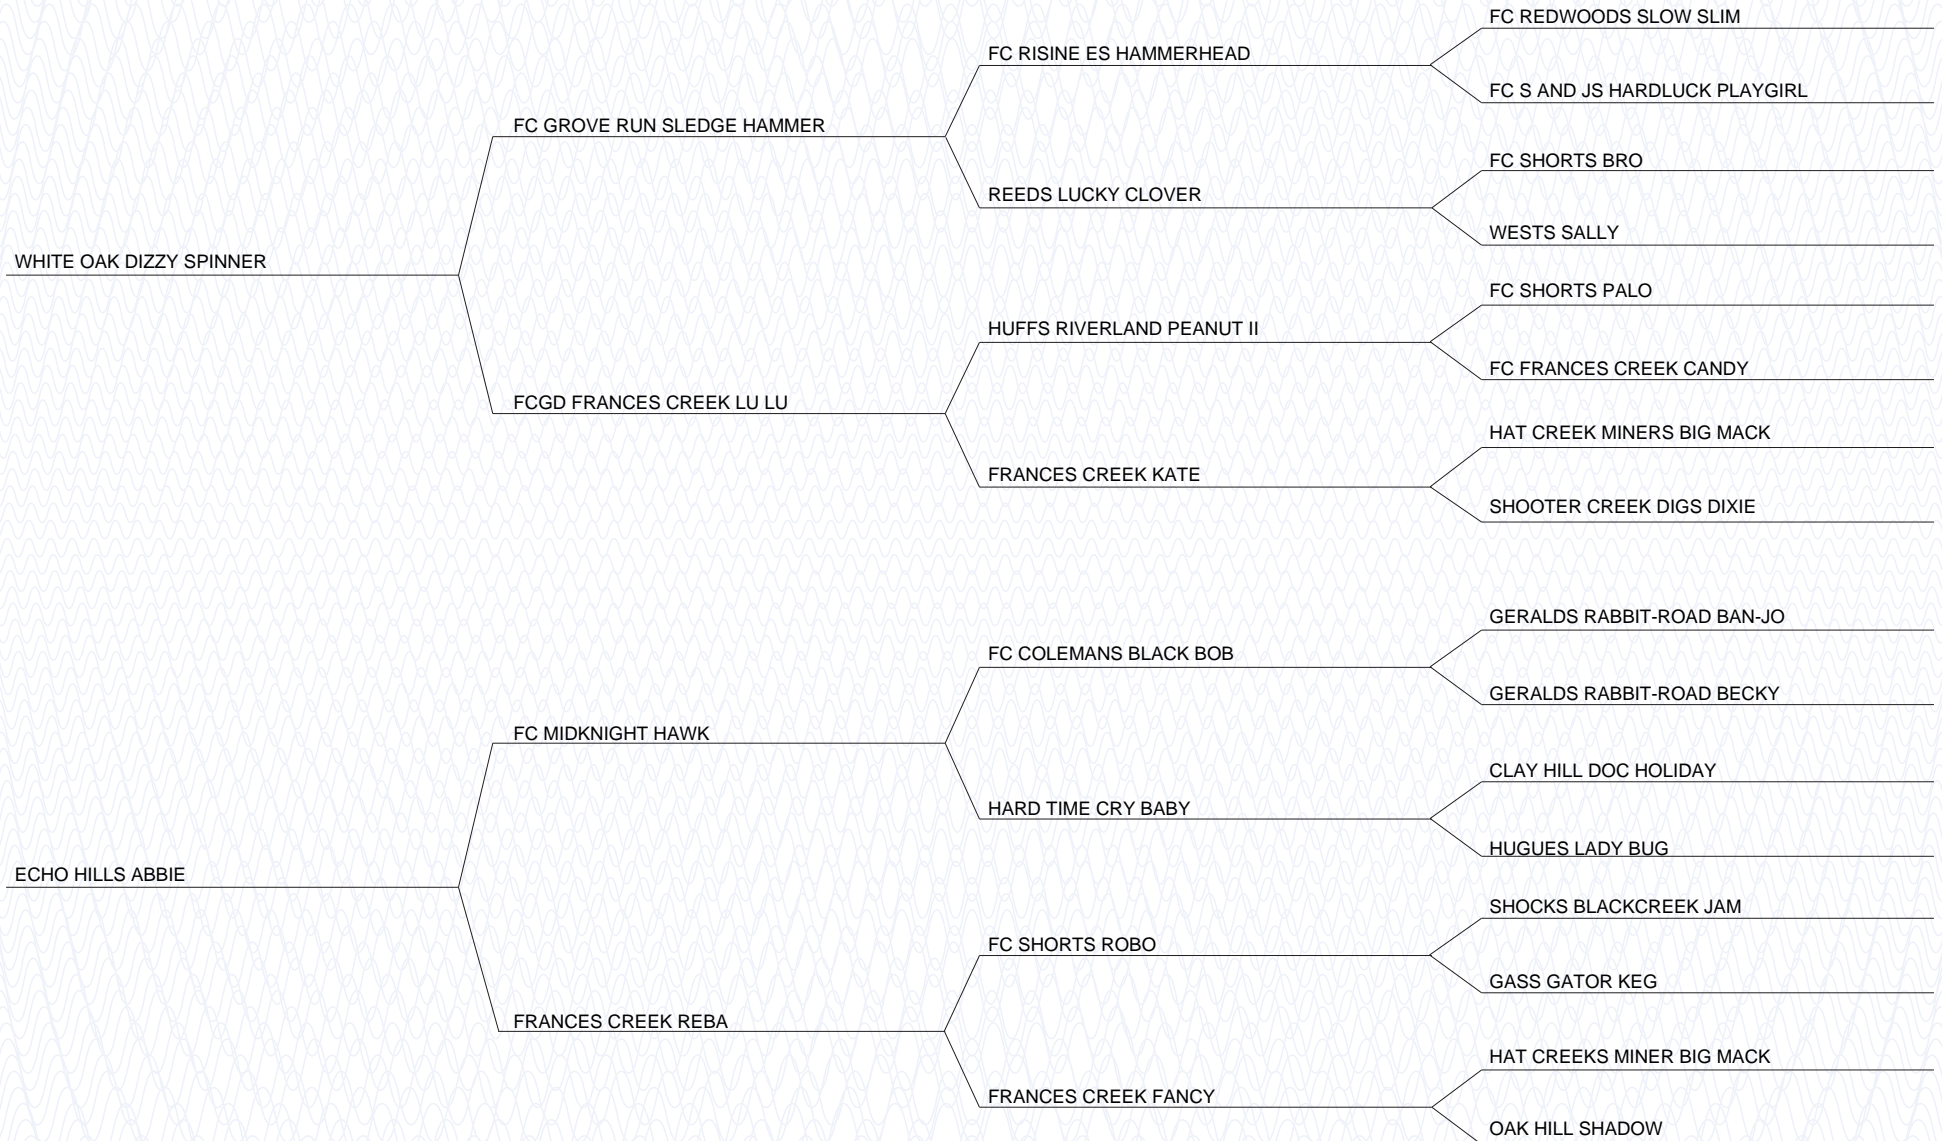 FC REDWOODS SLOW SLIM
FC RISINE ES HAMMERHEAD
FC S AND JS HARDLUCK PLAYGIRL
FC GROVE RUN SLEDGE HAMMER
FC SHORTS BRO
REEDS LUCKY CLOVER
WESTS SALLY
WHITE OAK DIZZY SPINNER
FC SHORTS PALO
HUFFS RIVERLAND PEANUT II
FC FRANCES CREEK CANDY
FCGD FRANCES CREEK LU LU
HAT CREEK MINERS BIG MACK
FRANCES CREEK KATE
SHOOTER CREEK DIGS DIXIE
GERALDS RABBIT-ROAD BAN-JO
FC COLEMANS BLACK BOB
GERALDS RABBIT-ROAD BECKY
FC MIDKNIGHT HAWK
CLAY HILL DOC HOLIDAY
HARD TIME CRY BABY
HUGUES LADY BUG
ECHO HILLS ABBIE
SHOCKS BLACKCREEK JAM
FC SHORTS ROBO
GASS GATOR KEG
FRANCES CREEK REBA
HAT CREEKS MINER BIG MACK
FRANCES CREEK FANCY
OAK HILL SHADOW